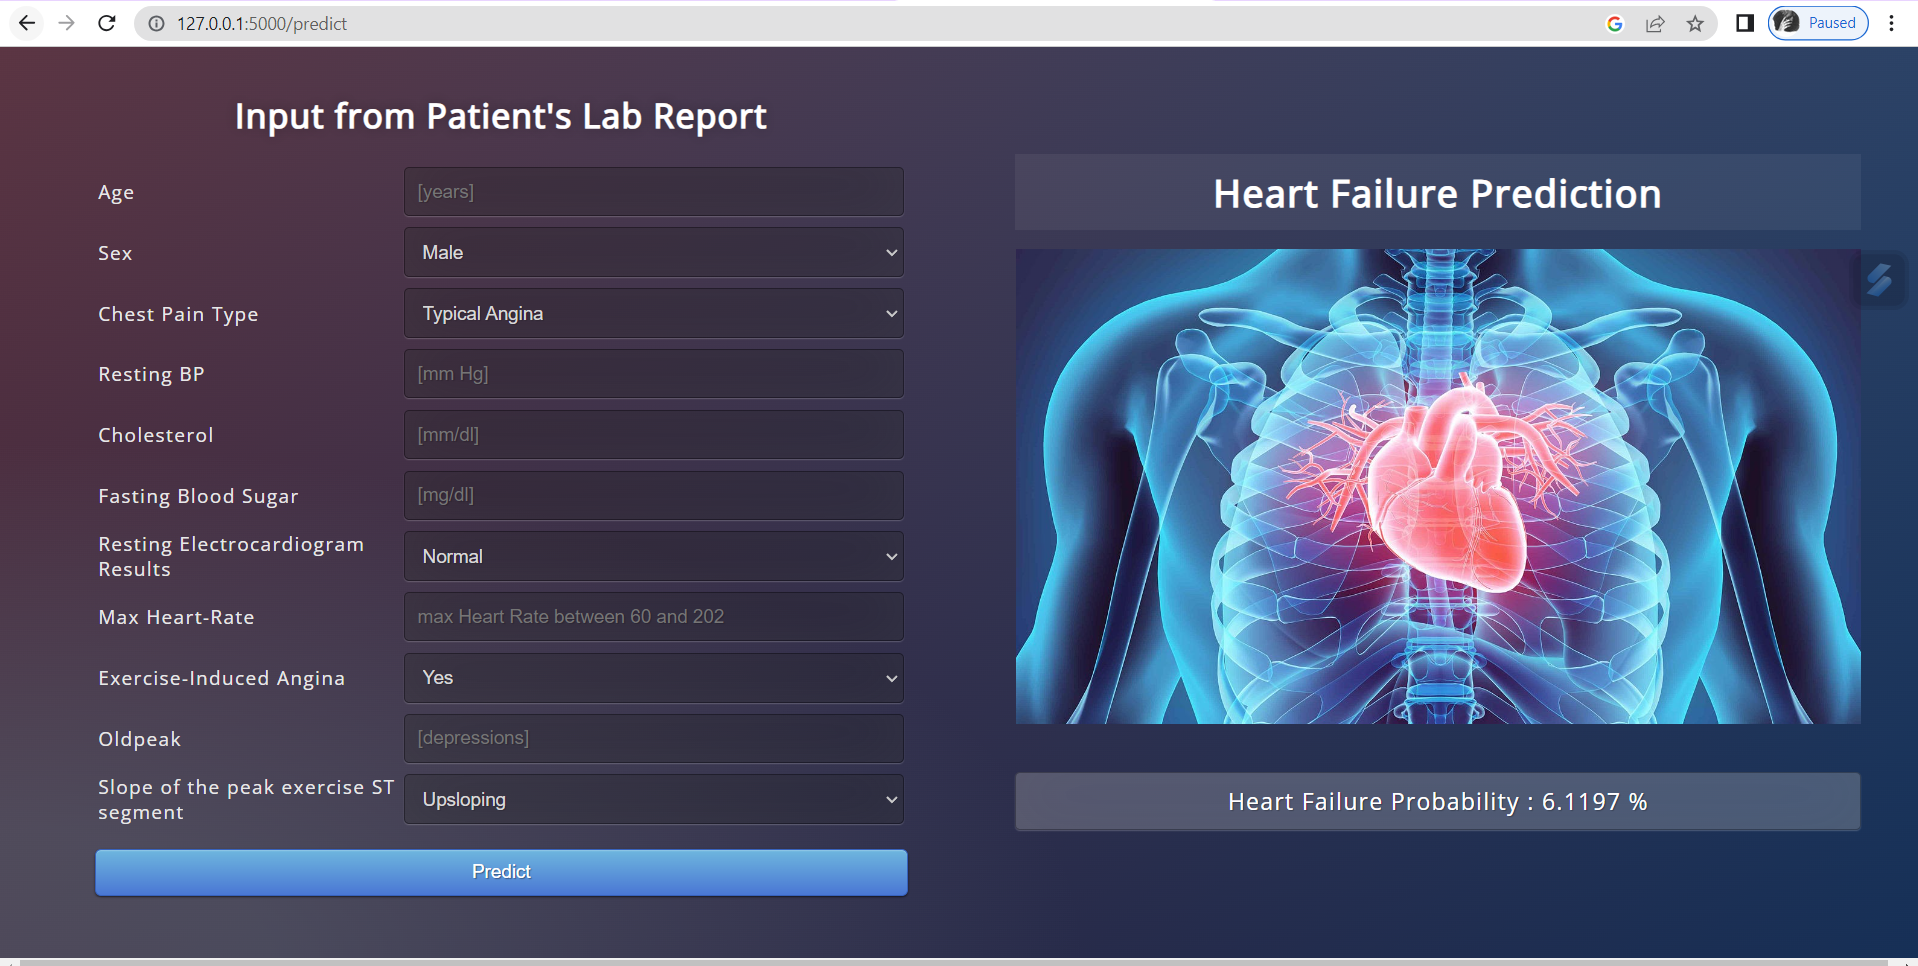 127.0.0.1:5000/predict
Paused
Input from Patient's Lab Report
Age
[years]
Sex
Male
Chest Pain Type
Typical Angina
Resting BP
[mm Hg]
Cholesterol
[mm/dl]
Fasting Blood Sugar
[mg/dl]
Resting Electrocardiogram
Results
Normal
Max Heart-Rate
max Heart Rate between 60 and 202
Exercise-Induced Angina
Yes
Oldpeak
[depressions]
Slope of the peak exercise ST
segment
Upsloping
Predict
Heart Failure Prediction
Heart Failure Probability : 6.1197 %